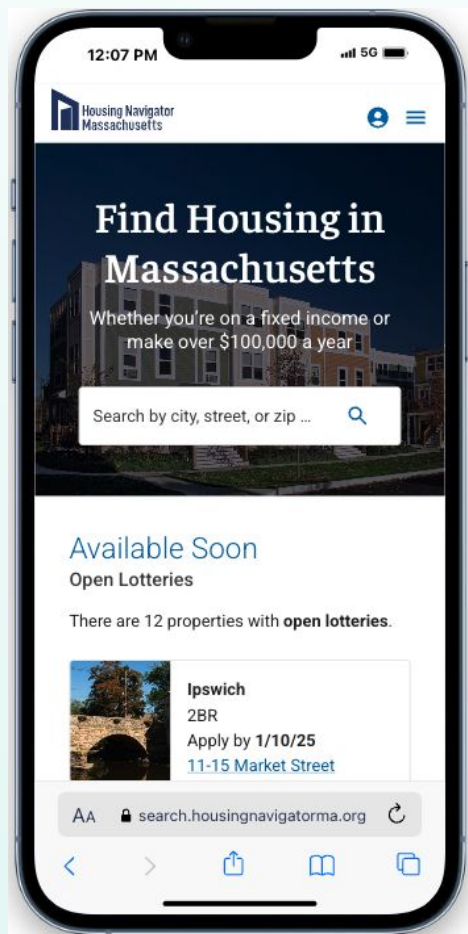 12:07 PM
5G
Housing Navigator
Massachusetts
Find Housing in
Massachusetts
Whether you're on a fixed income or
make over $100,000 a year
Search by city, street, or zip ...
Available Soon
Open Lotteries
There are 12 properties with open lotteries.
Ipswich
2BR
Apply by 1/10/25
11-15 Market Street
AA search.housingnavigatorma.org